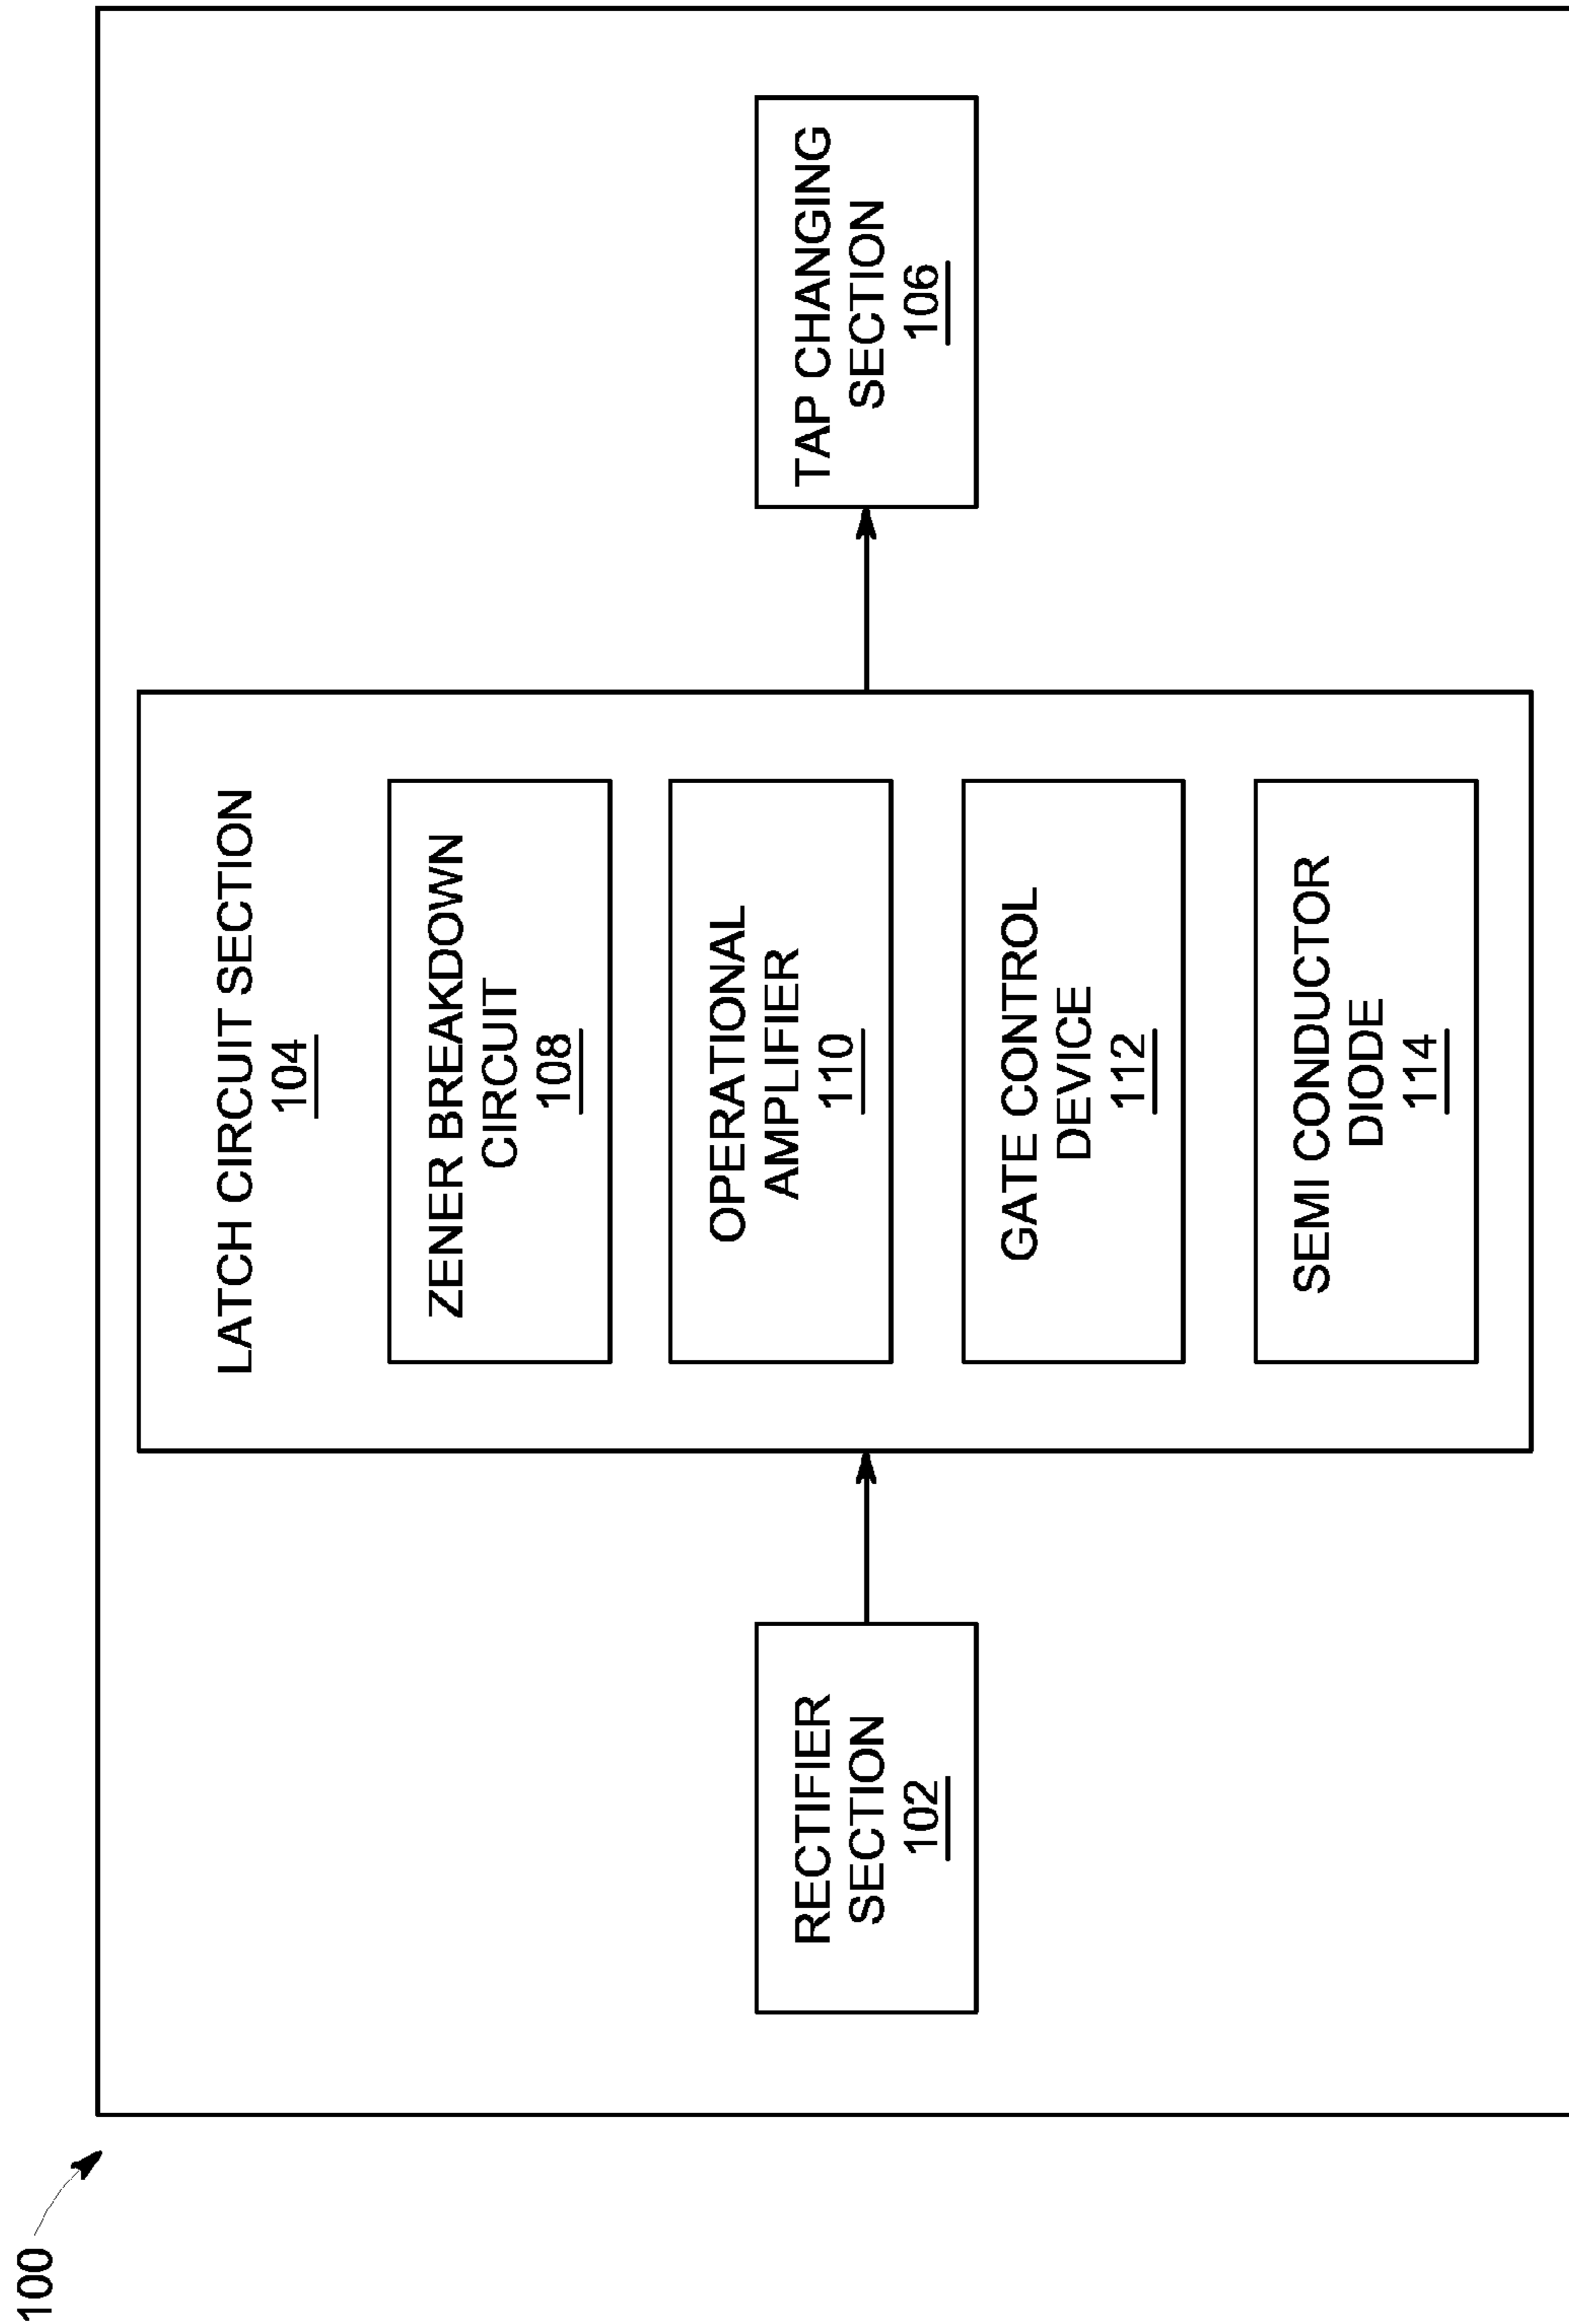 100
RECTIFIER
SECTION
102
LATCH CIRCUIT SECTION
104
ZENER BREAKDOWN
CIRCUIT
108
OPERATIONAL
AMPLIFIER
110
GATE CONTROL
DEVICE
112
SEMI CONDUCTOR
DIODE
114
TAP CHANGING
SECTION
106